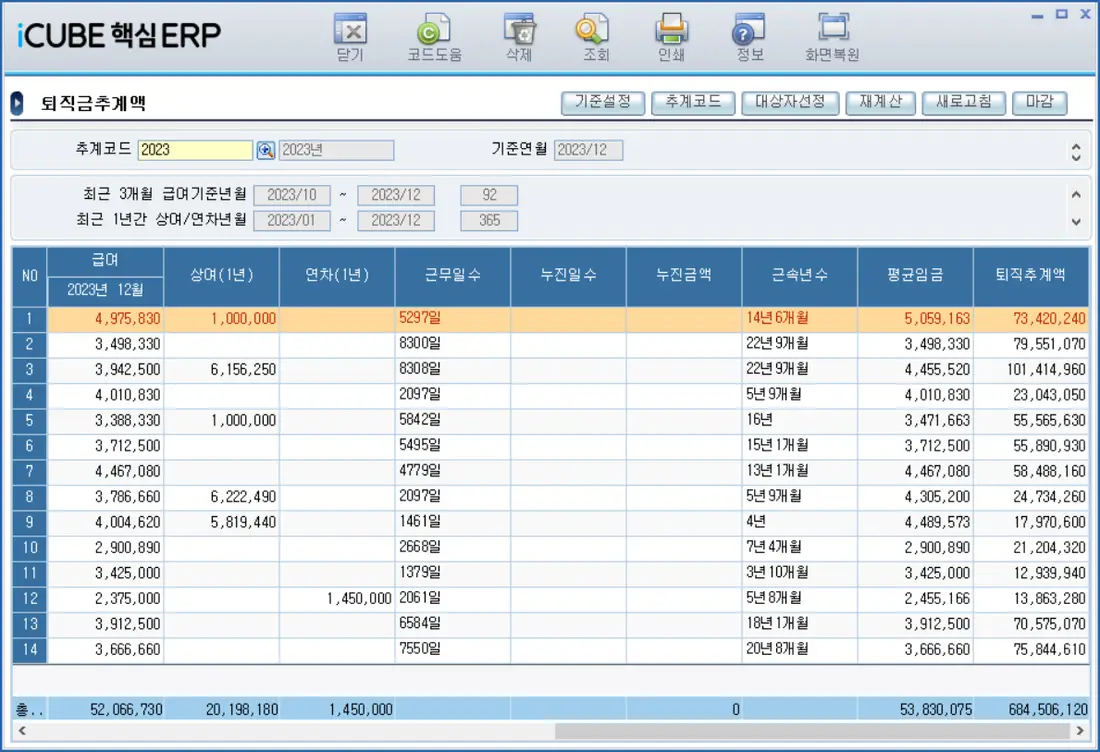 iCUBE 핵심 ERP
닫기 코드도움 삭제 조회 인쇄 정보 화면복원
퇴직금추계액 기준설정 추계코드 대상자선정 재계산 새로고침 마감
추계코드 2023 2023년 기준연월 2023/12
최근 3개월 급여기준년월 2023/10 ~ 2023/12 92
최근 1년간 상여/연차년월 2023/01 ~ 2023/12 365
NO 급여 상여(1년) 연차(1년) 근무일수 누진일수 누진금액 근속년수 평균임금 퇴직추계액
2023년 12월
1 4,975,830 1,000,000 5297일 14년 6개월 5,059,163 73,420,240
2 3,498,330 8300일 22년 9개월 3,498,330 79,551,070
3 3,942,500 6,156,250 8308일 22년 9개월 4,455,520 101,414,960
4 4,010,830 2097일 5년 9개월 4,010,830 23,043,050
5 3,388,330 1,000,000 5842일 16년 3,471,663 55,565,630
6 3,712,500 5495일 15년 1개월 3,712,500 55,890,930
7 4,467,080 4779일 13년 1개월 4,467,080 58,488,160
8 3,786,660 6,222,490 2097일 5년 9개월 4,305,200 24,734,260
9 4,004,620 5,819,440 1461일 4년 4,489,573 17,970,600
10 2,900,890 2668일 7년 4개월 2,900,890 21,204,320
11 3,425,000 1379일 3년 10개월 3,425,000 12,939,940
12 2,375,000 1,450,000 2061일 5년 8개월 2,455,166 13,863,280
13 3,912,500 6584일 18년 1개월 3,912,500 70,575,070
14 3,666,660 7550일 20년 8개월 3,666,660 75,844,610
총.. 52,066,730 20,198,180 1,450,000 0 53,830,075 684,506,120